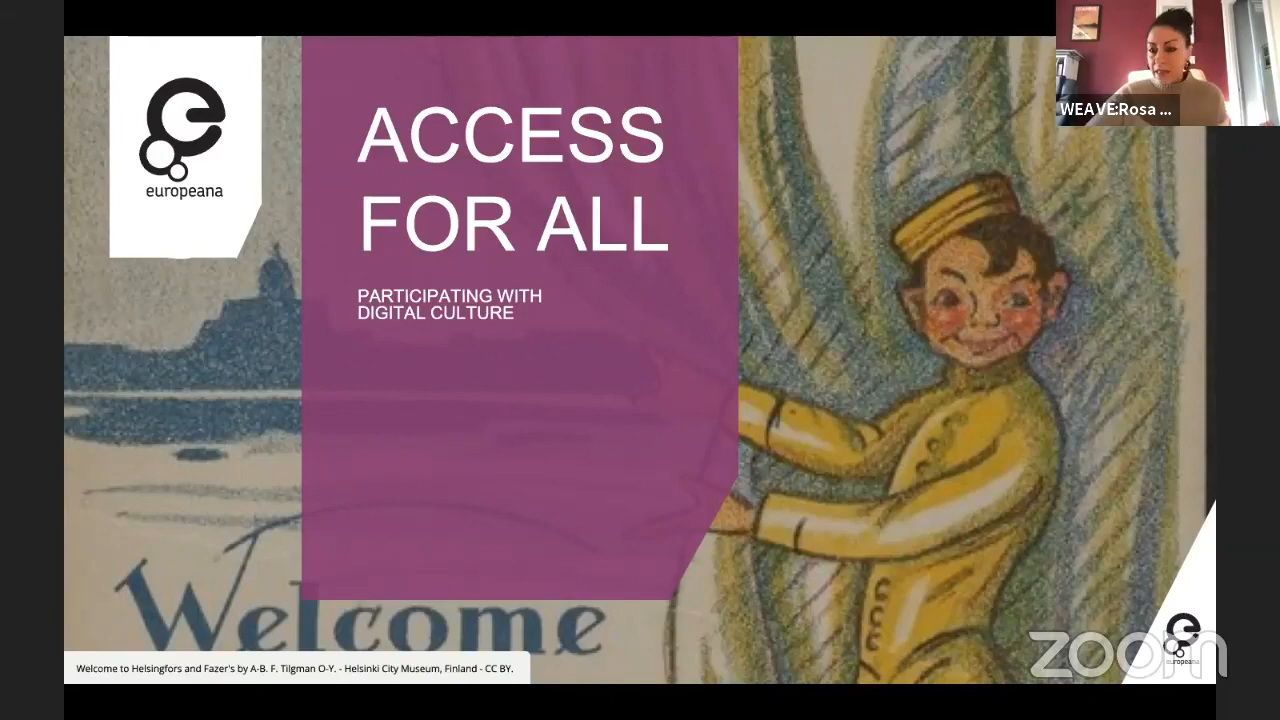 europeana
ACCESS
FOR ALL
PARTICIPATING WITH
DIGITAL CULTURE
WEAVE:Rosa ...
Welcome
Welcome to Helsingfors and Fazer's by A-B. F. Tilgman O-Y. - Helsinki City Museum, Finland - CC BY.
zoom
europeana